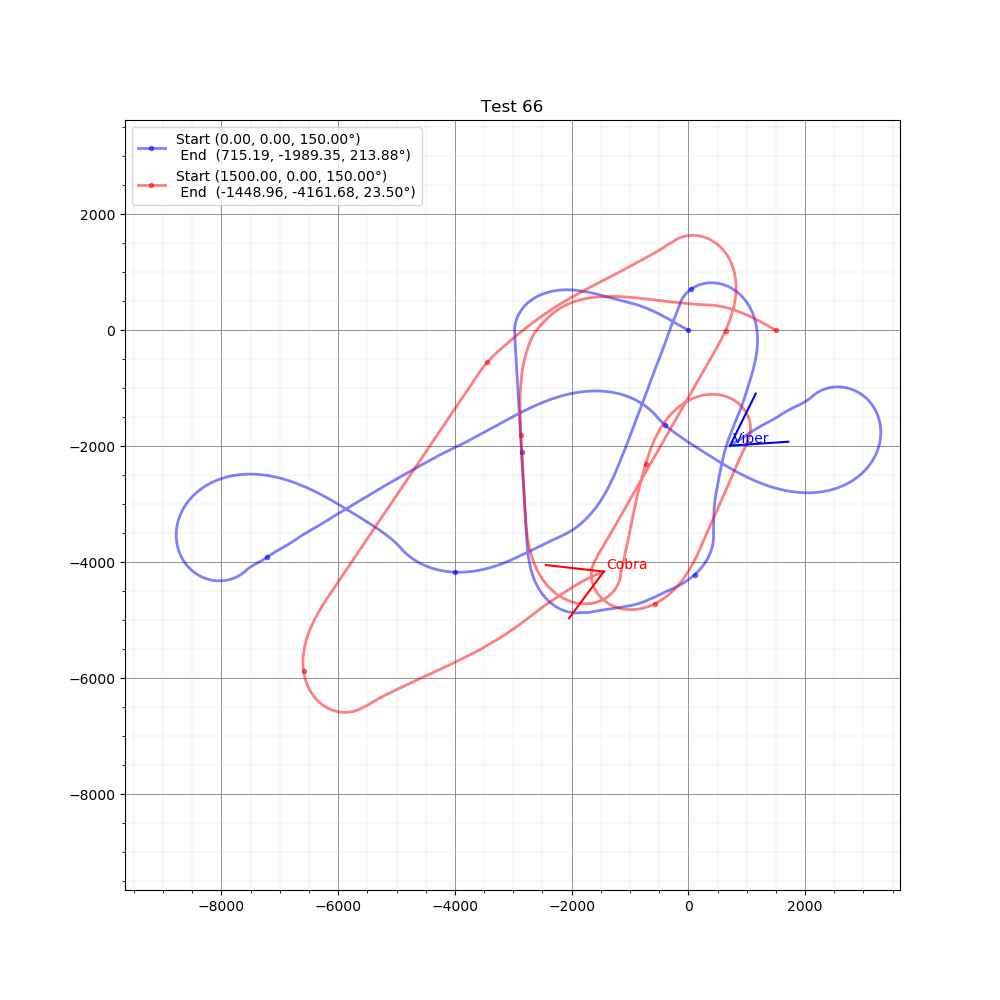 Test 66
Start (0.00, 0.00, 150.00°)
End (715.19, -1989.35, 213.88°)
Start (1500.00, 0.00, 150.00°)
End (-1448.96, -4161.68, 23.50°)
2000
0
−2000
−4000
−6000
−8000
Viper
Cobra
−8000 −6000 −4000 −2000 0 2000